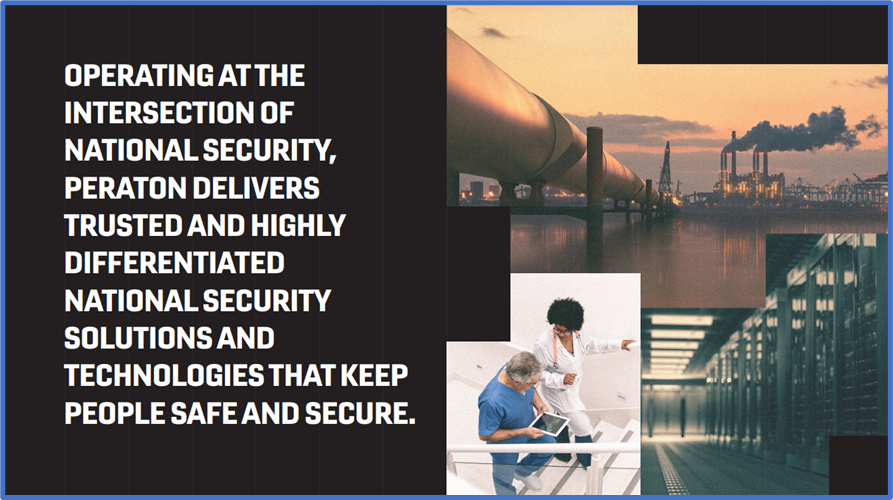 OPERATING AT THE
INTERSECTION OF
NATIONAL SECURITY,
PERATON DELIVERS
TRUSTED AND HIGHLY
DIFFERENTIATED
NATIONAL SECURITY
SOLUTIONS AND
TECHNOLOGIES THAT KEEP
PEOPLE SAFE AND SECURE.